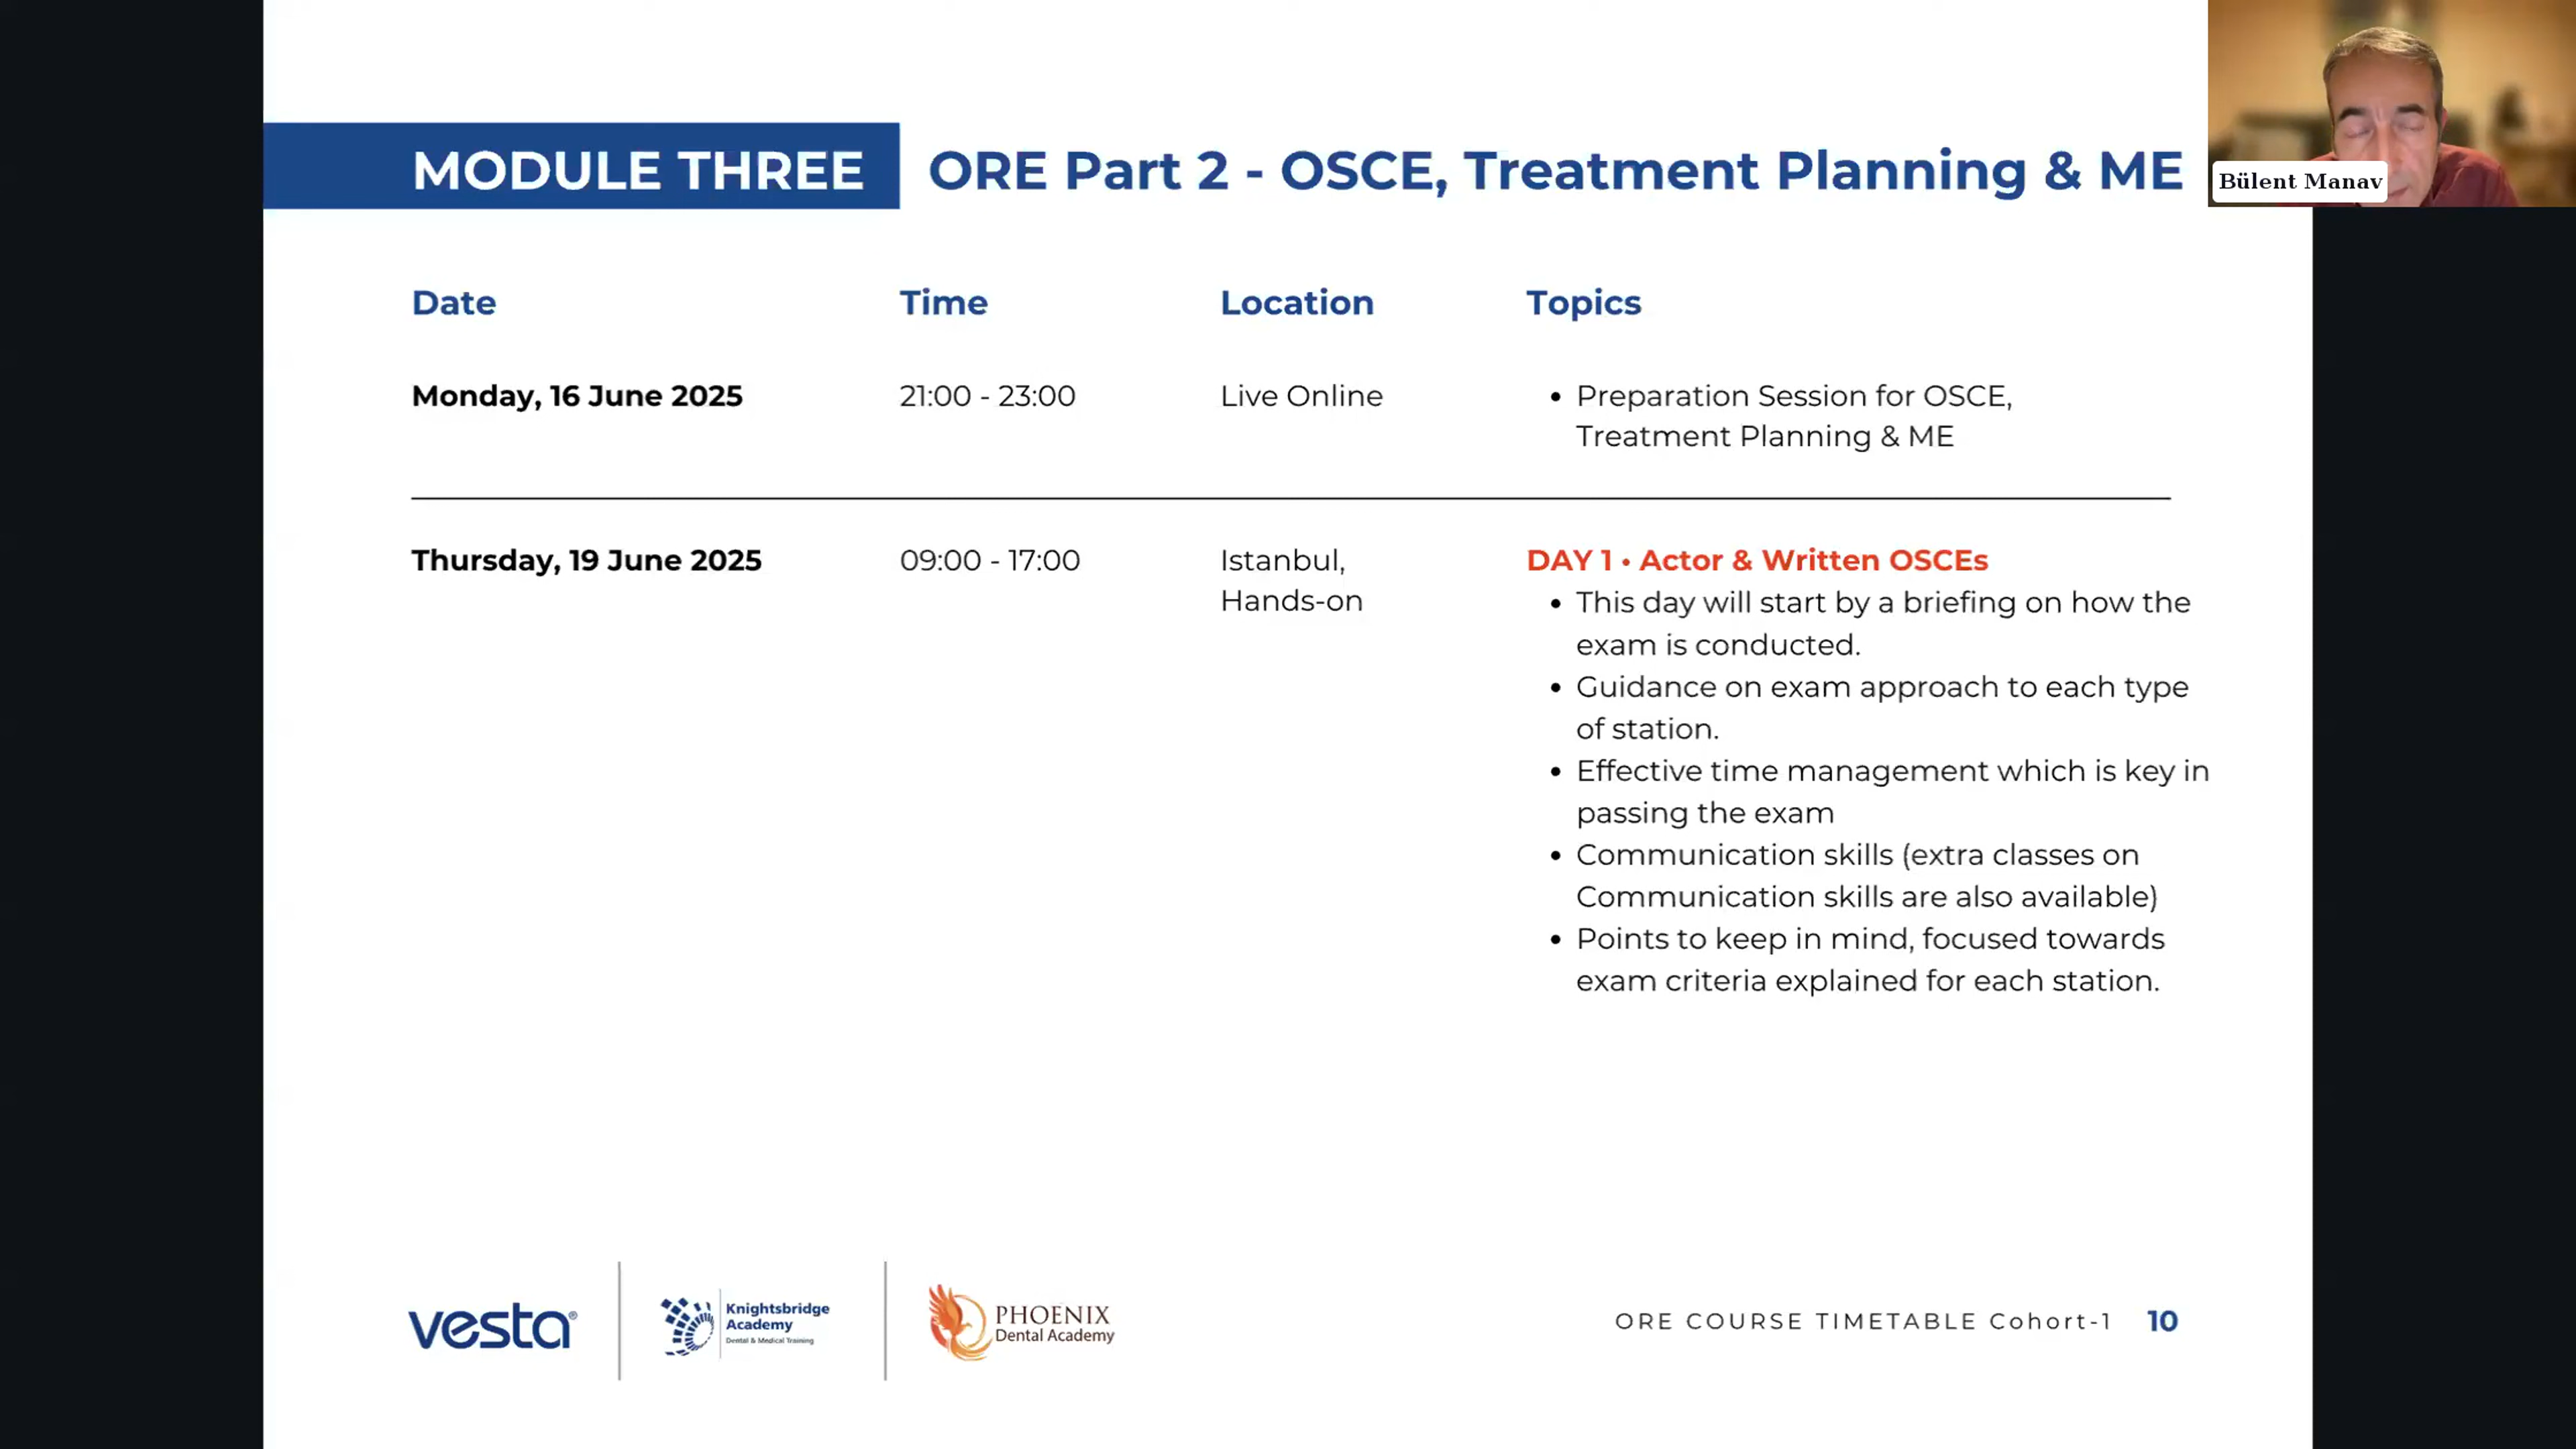 MODULE THREE
ORE Part 2 - OSCE, Treatment Planning & ME
Bülent Manav
Date
Time
Location
Topics
Monday, 16 June 2025
21:00 - 23:00
Live Online
• Preparation Session for OSCE,
Treatment Planning & ME
Thursday, 19 June 2025
09:00 - 17:00
Istanbul,
Hands-on
DAY 1 • Actor & Written OSCEs
• This day will start by a briefing on how the
exam is conducted.
• Guidance on exam approach to each type
of station.
• Effective time management which is key in
passing the exam
• Communication skills (extra classes on
Communication skills are also available)
• Points to keep in mind, focused towards
exam criteria explained for each station.
vesta®
Knightsbridge
Academy
Dental & Medical Training
PHOENIX
Dental Academy
ORE COURSE TIMETABLE Cohort-1
10